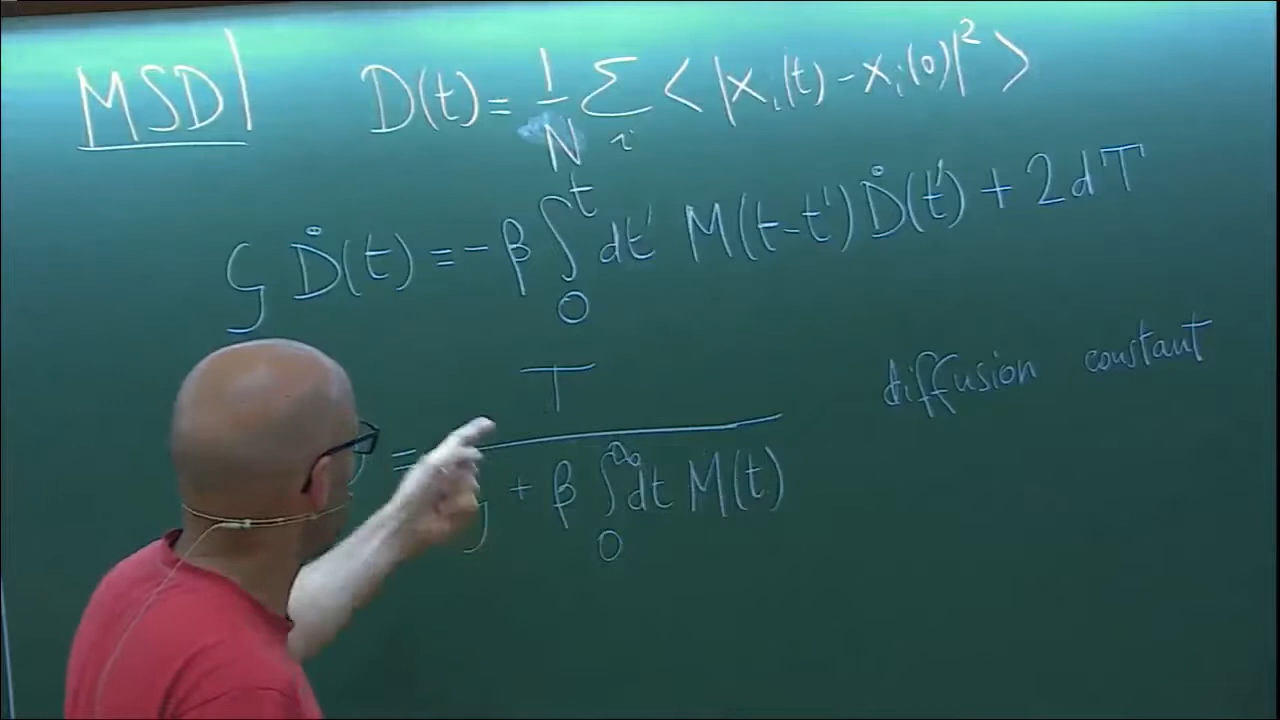 MSD| D(t) = 1/N Σ_i < |x_i(t) - x_i(0)|² >
ζ Ḋ(t) = -β ∫_0^t dt' M(t-t') Ḋ(t') + 2dT
= T / (ζ + β ∫_0^∞ dt M(t)) diffusion constant